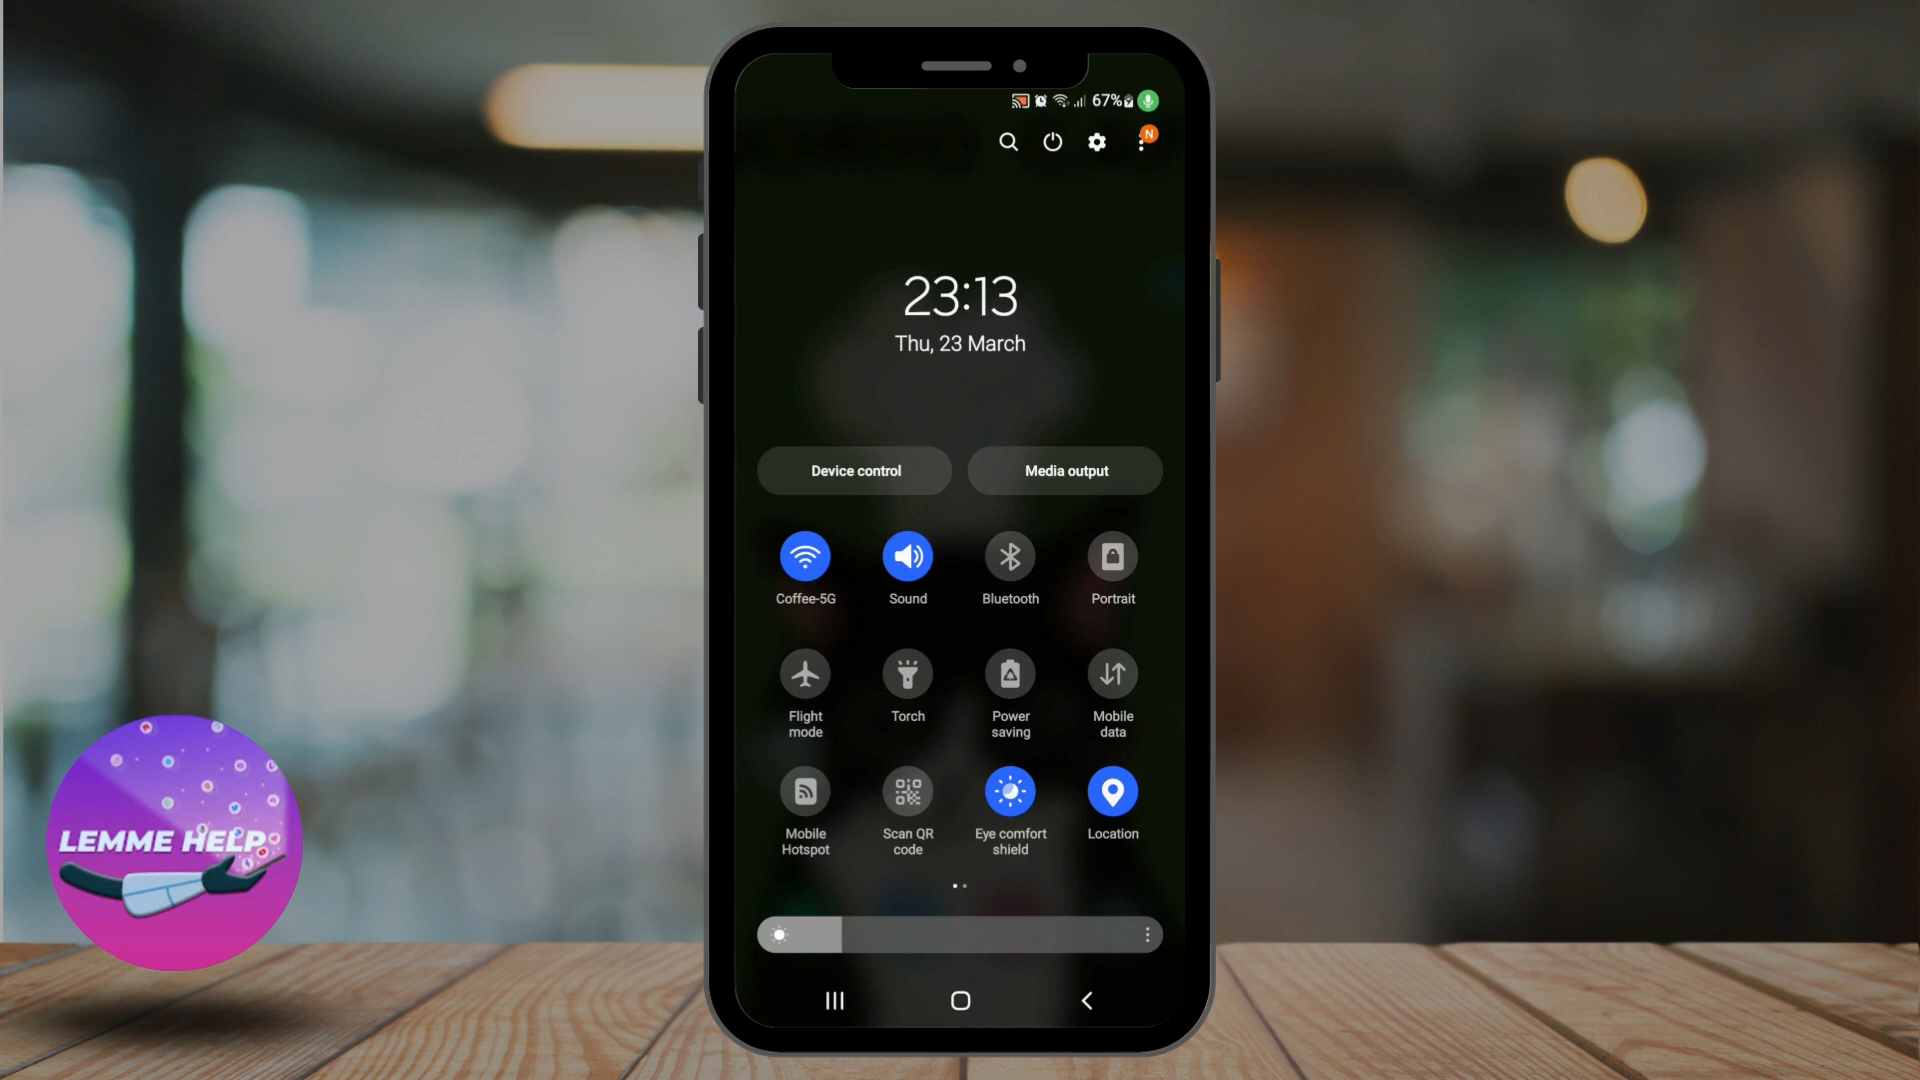 67%
N
23:13
Thu, 23 March
Device control
Media output
Coffee-5G
Sound
Bluetooth
Portrait
Flight
mode
Torch
Power
saving
Mobile
data
Mobile
Hotspot
Scan QR
code
Eye comfort
shield
Location
LEMME HELP